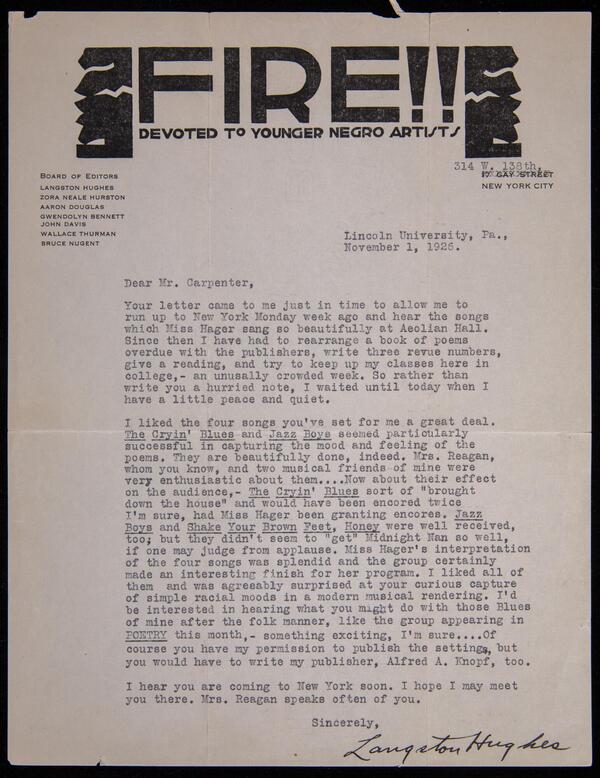 FIRE!!
DEVOTED TO YOUNGER NEGRO ARTISTS
314 W. 138th,
17 GAY STREET
NEW YORK CITY
BOARD OF EDITORS
LANGSTON HUGHES
ZORA NEALE HURSTON
AARON DOUGLAS
GWENDOLYN BENNETT
JOHN DAVIS
WALLACE THURMAN
BRUCE NUGENT
Lincoln University, Pa.,
November 1, 1926.
Dear Mr. Carpenter,
Your letter came to me just in time to allow me to
run up to New York Monday week ago and hear the songs
which Miss Hager sang so beautifully at Aeolian Hall.
Since then I have had to rearrange a book of poems
overdue with the publishers, write three revue numbers,
give a reading, and try to keep up my classes here in
college,- an unusally crowded week. So rather than
write you a hurried note, I waited until today when I
have a little peace and quiet.
I liked the four songs you've set for me a great deal.
The Cryin' Blues and Jazz Boys seemed particularly
successful in capturing the mood and feeling of the
poems. They are beautifully done, indeed. Mrs. Reagan,
whom you know, and two musical friends of mine were
very enthusiastic about them....Now about their effect
on the audience,- The Cryin' Blues sort of "brought
down the house" and would have been encored twice
I'm sure, had Miss Hager been granting encores. Jazz
Boys and Shake Your Brown Feet, Honey were well received,
too; but they didn't seem to "get" Midnight Nan so well,
if one may judge from applause. Miss Hager's interpretation
of the four songs was splendid and the group certainly
made an interesting finish for her program. I liked all of
them and was agreeably surprised at your curious capture
of simple racial moods in a modern musical rendering. I'd
be interested in hearing what you might do with those Blues
of mine after the folk manner, like the group appearing in
POETRY this month,- something exciting, I'm sure....Of
course you have my permission to publish the settings, but
you would have to write my publisher, Alfred A. Knopf, too.
I hear you are coming to New York soon. I hope I may meet
you there. Mrs. Reagan speaks often of you.
Sincerely,
Langston Hughes